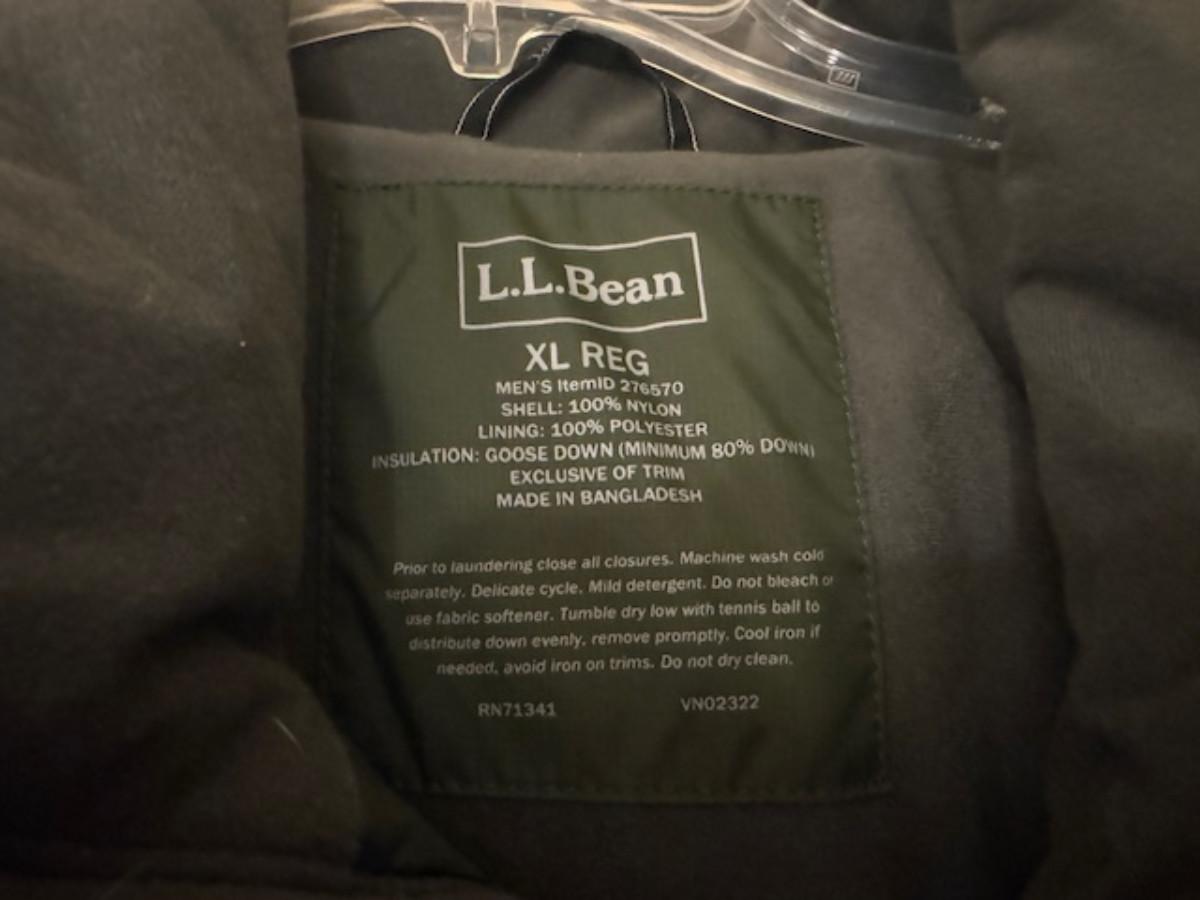 L.L.Bean
XL REG
MEN'S ItemID 276570
SHELL: 100% NYLON
LINING: 100% POLYESTER
INSULATION: GOOSE DOWN (MINIMUM 80% DOWN)
EXCLUSIVE OF TRIM
MADE IN BANGLADESH
Prior to laundering close all closures. Machine wash cold
separately. Delicate cycle. Mild detergent. Do not bleach or
use fabric softener. Tumble dry low with tennis ball to
distribute down evenly, remove promptly. Cool iron if
needed, avoid iron on trims. Do not dry clean.
RN71341 VN02322